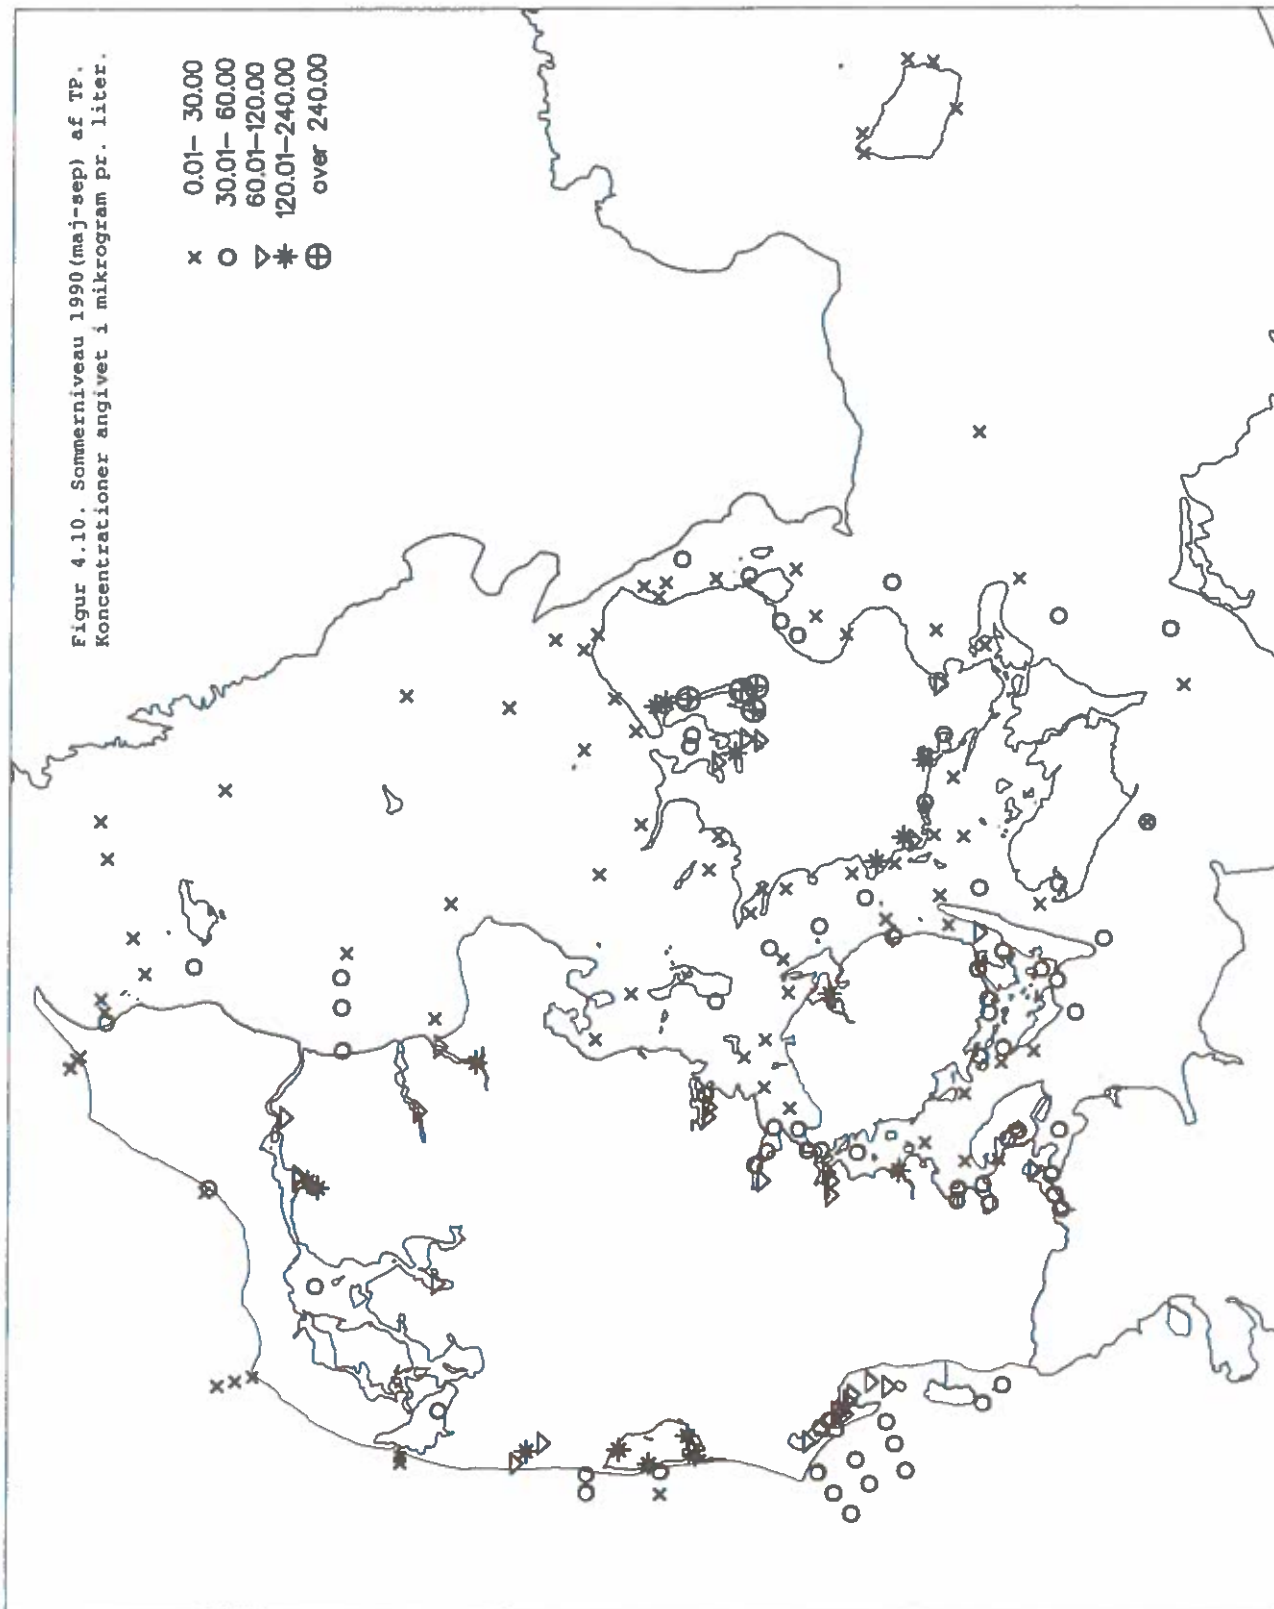 Figur 4.10. Sommerniveau 1990(maj-sep) af TP.
Koncentrationer angivet i mikrogram pr. liter.
0.01- 30.00
30.01- 60.00
60.01-120.00
120.01-240.00
over 240.00